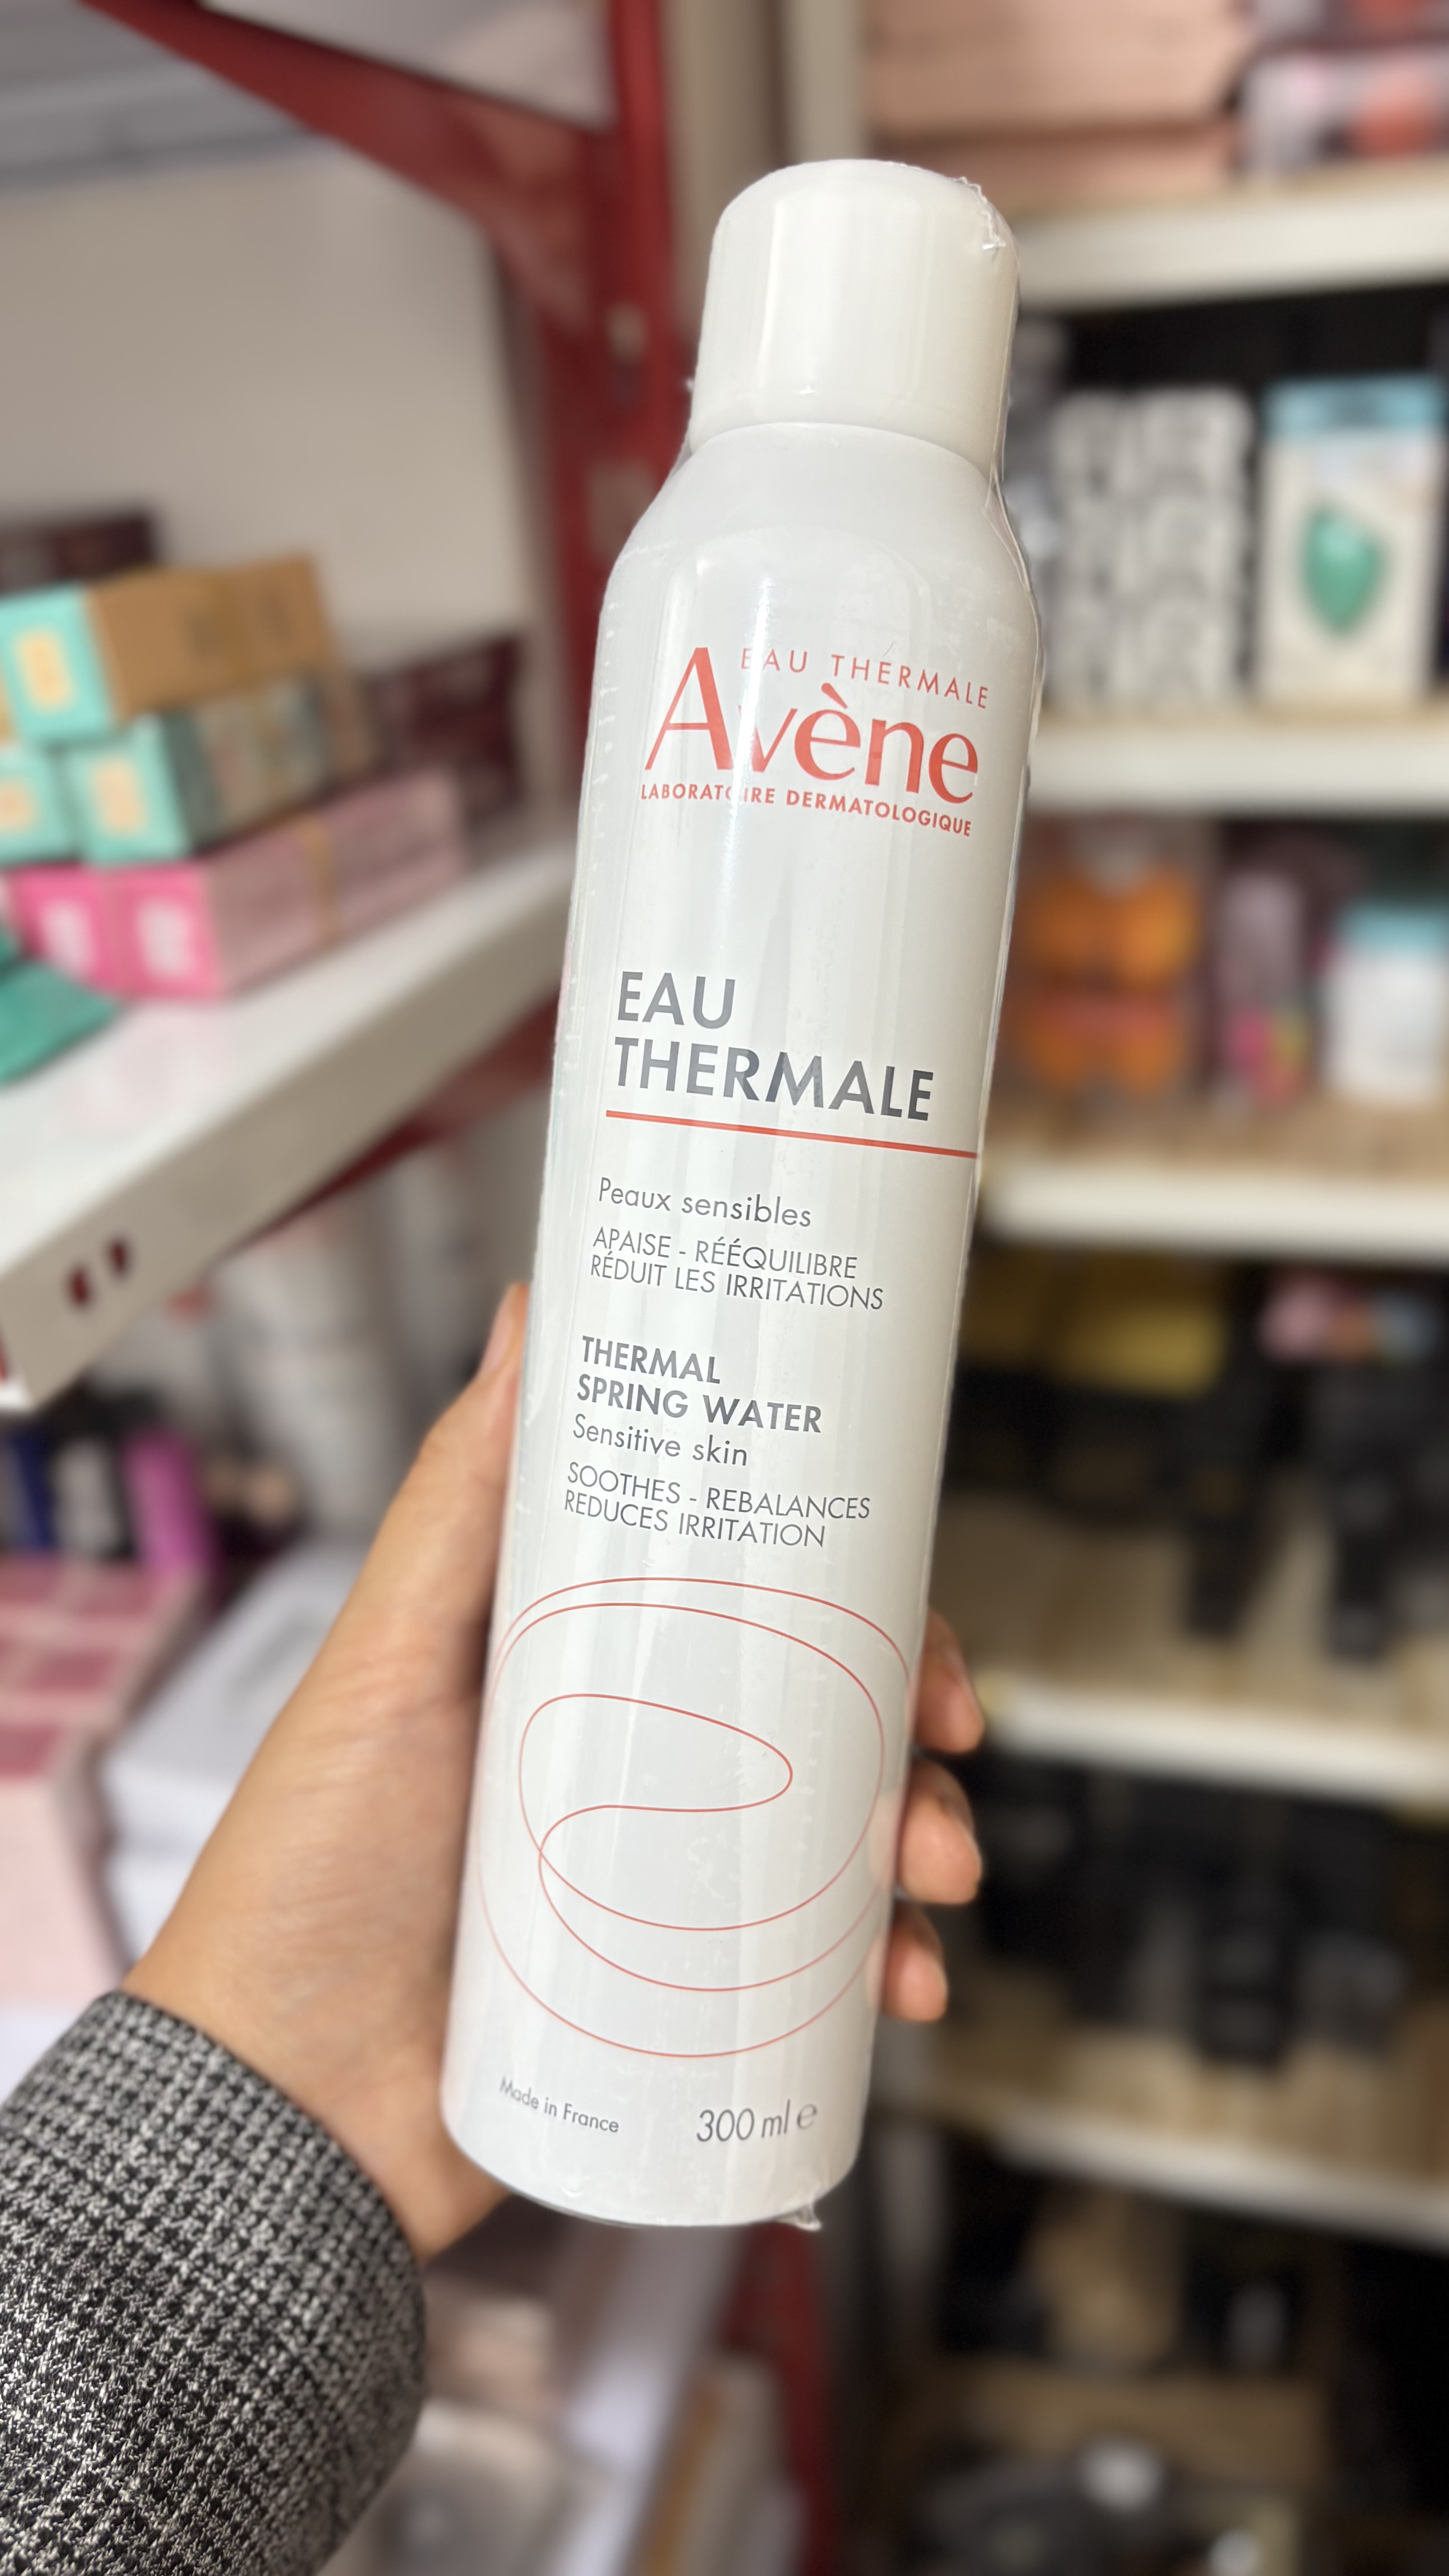 EAU THERMALE
Avène
LABORATOIRE DERMATOLOGIQUE
EAU
THERMALE
Peaux sensibles
APAISE - RÉÉQUILIBRE
RÉDUIT LES IRRITATIONS
THERMAL
SPRING WATER
Sensitive skin
SOOTHES - REBALANCES
REDUCES IRRITATION
Made in France
300 ml e